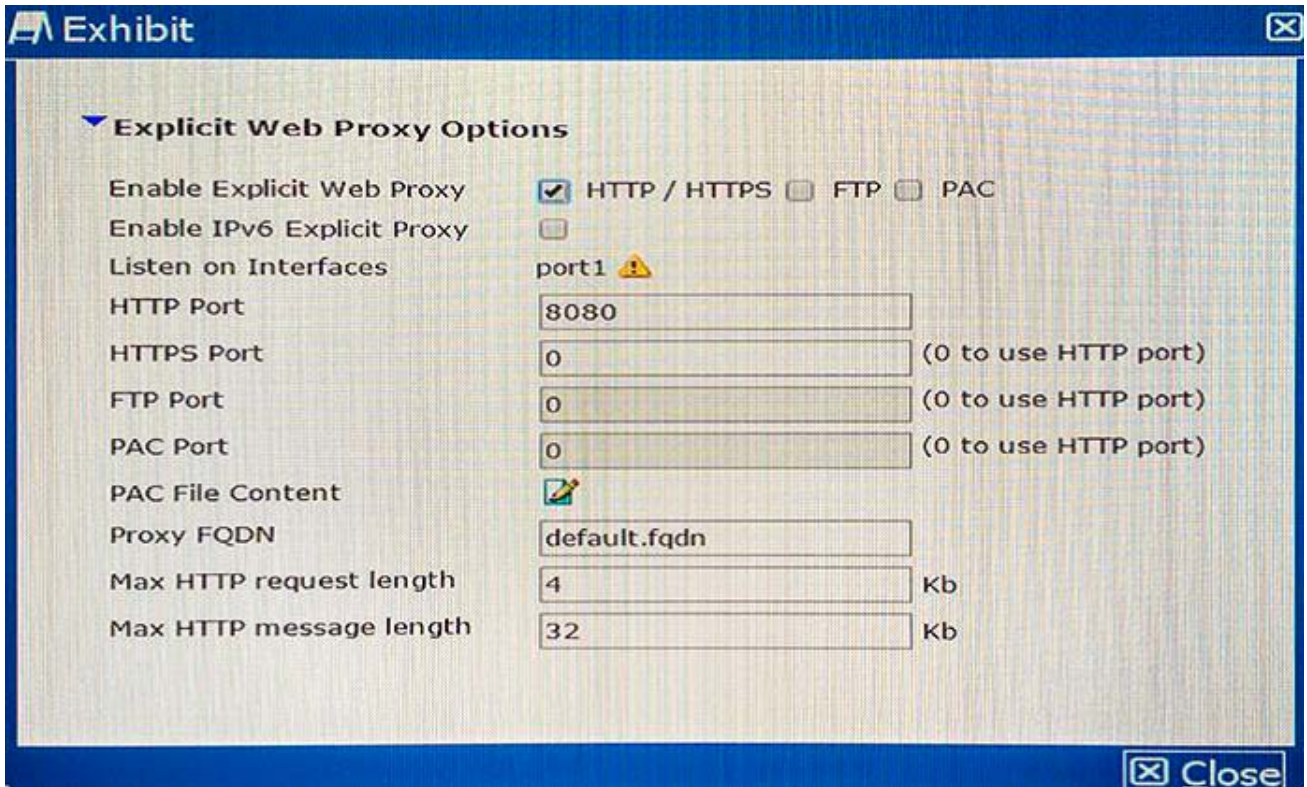 Exhibit
Explicit Web Proxy Options
Enable Explicit Web Proxy HTTP / HTTPS FTP PAC
Enable IPv6 Explicit Proxy
Listen on Interfaces port1
HTTP Port 8080
HTTPS Port 0 (0 to use HTTP port)
FTP Port 0 (0 to use HTTP port)
PAC Port 0 (0 to use HTTP port)
PAC File Content
Proxy FQDN default.fqdn
Max HTTP request length 4 Kb
Max HTTP message length 32 Kb
Close